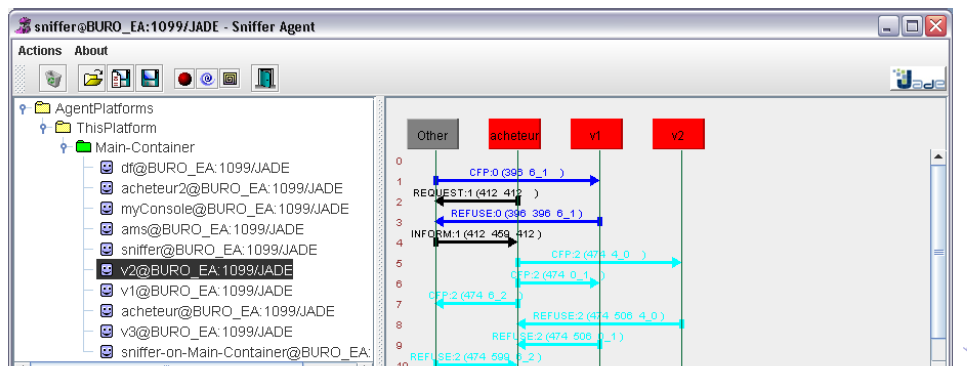 sniffer@BURO_EA:1099/JADE - Sniffer Agent
Actions About
Jade
AgentPlatforms
ThisPlatform
Main-Container
df@BURO_EA:1099/JADE
acheteur2@BURO_EA:1099/JADE
myConsole@BURO_EA:1099/JADE
ams@BURO_EA:1099/JADE
sniffer@BURO_EA:1099/JADE
v2@BURO_EA:1099/JADE
v1@BURO_EA:1099/JADE
acheteur@BURO_EA:1099/JADE
v3@BURO_EA:1099/JADE
sniffer-on-Main-Container@BURO_EA:
Other acheteur v1 v2
0
CFP:0 (396 6_1 )
1
REQUEST:1 (412 412 )
2
REFUSE:0 (396 396 6_1 )
3
INFORM:1 (412 459 412 )
4
CFP:2 (474 4_0 )
5
CFP:2 (474 0_1 )
6
CFP:2 (474 6_2 )
7
REFUSE:2 (474 506 4_0 )
8
REFUSE:2 (474 506 0_1 )
9
REFUSE:2 (474 6_2 )
10